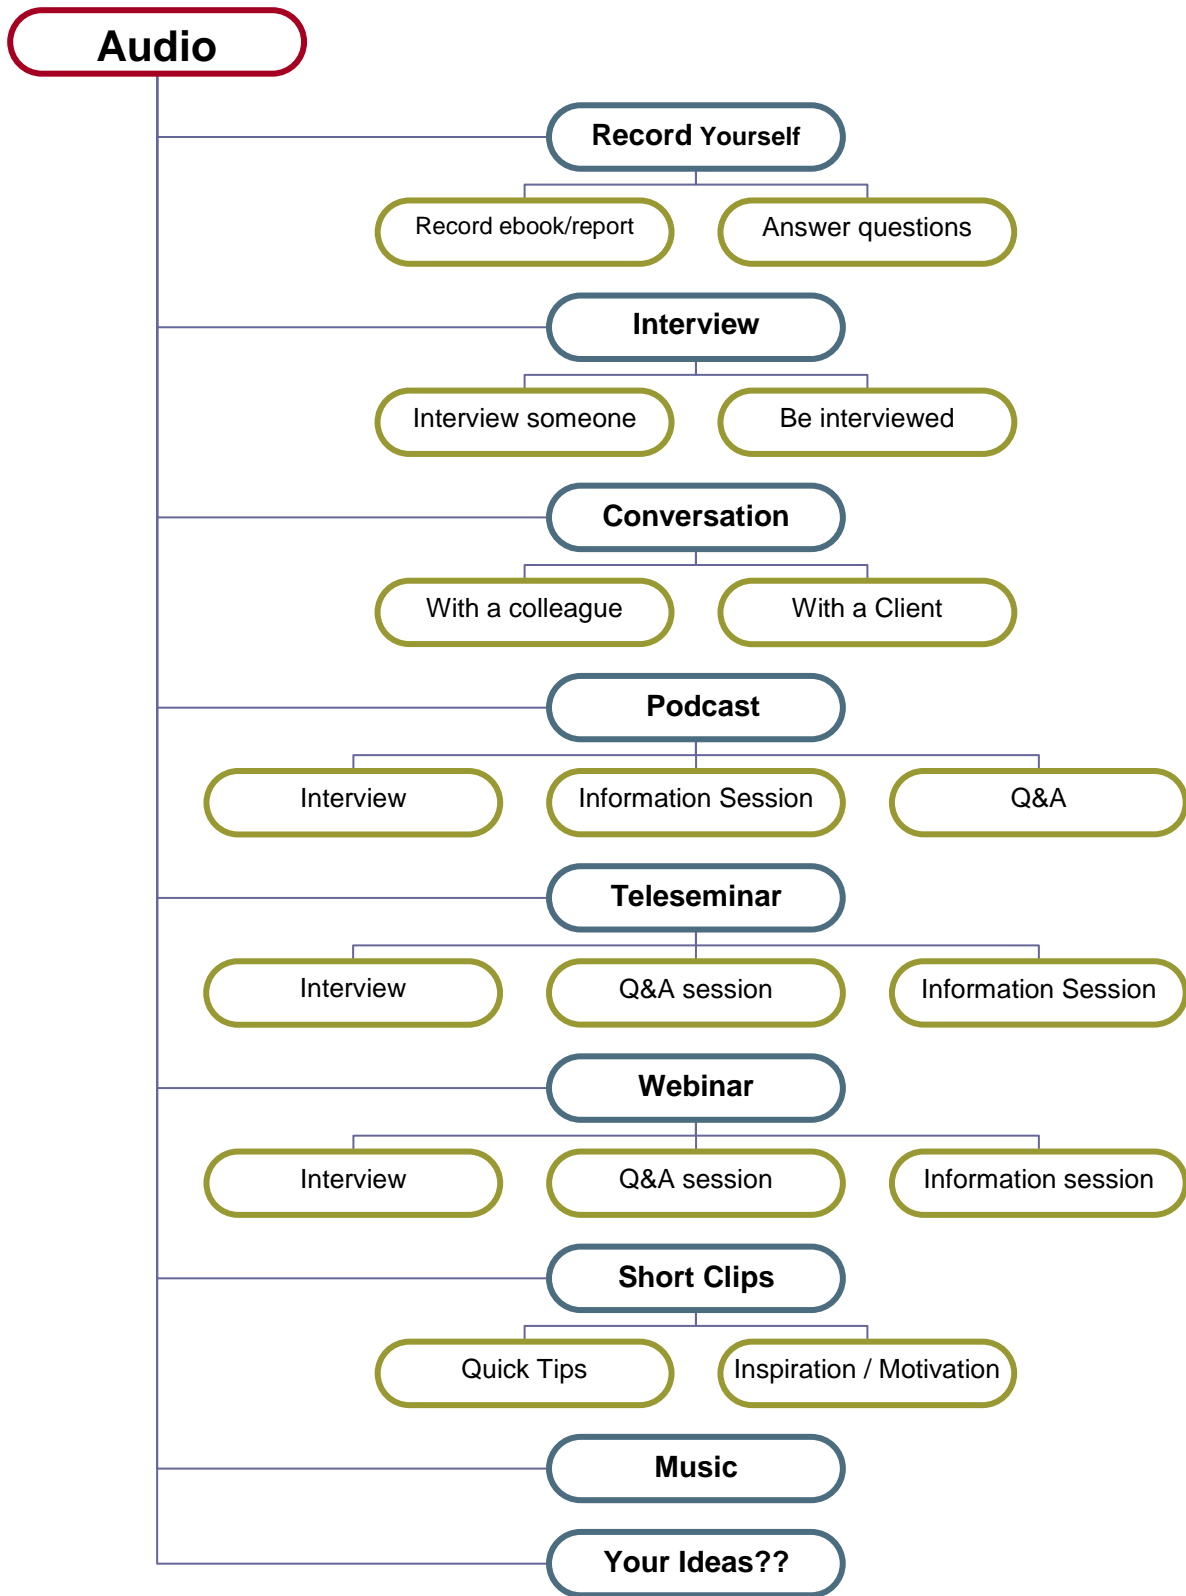 Audio
Record Yourself
Record ebook/report
Answer questions
Interview
Interview someone
Be interviewed
Conversation
With a colleague
With a Client
Podcast
Interview
Information Session
Q&A
Teleseminar
Interview
Q&A session
Information Session
Webinar
Interview
Q&A session
Information session
Short Clips
Quick Tips
Inspiration / Motivation
Music
Your Ideas??